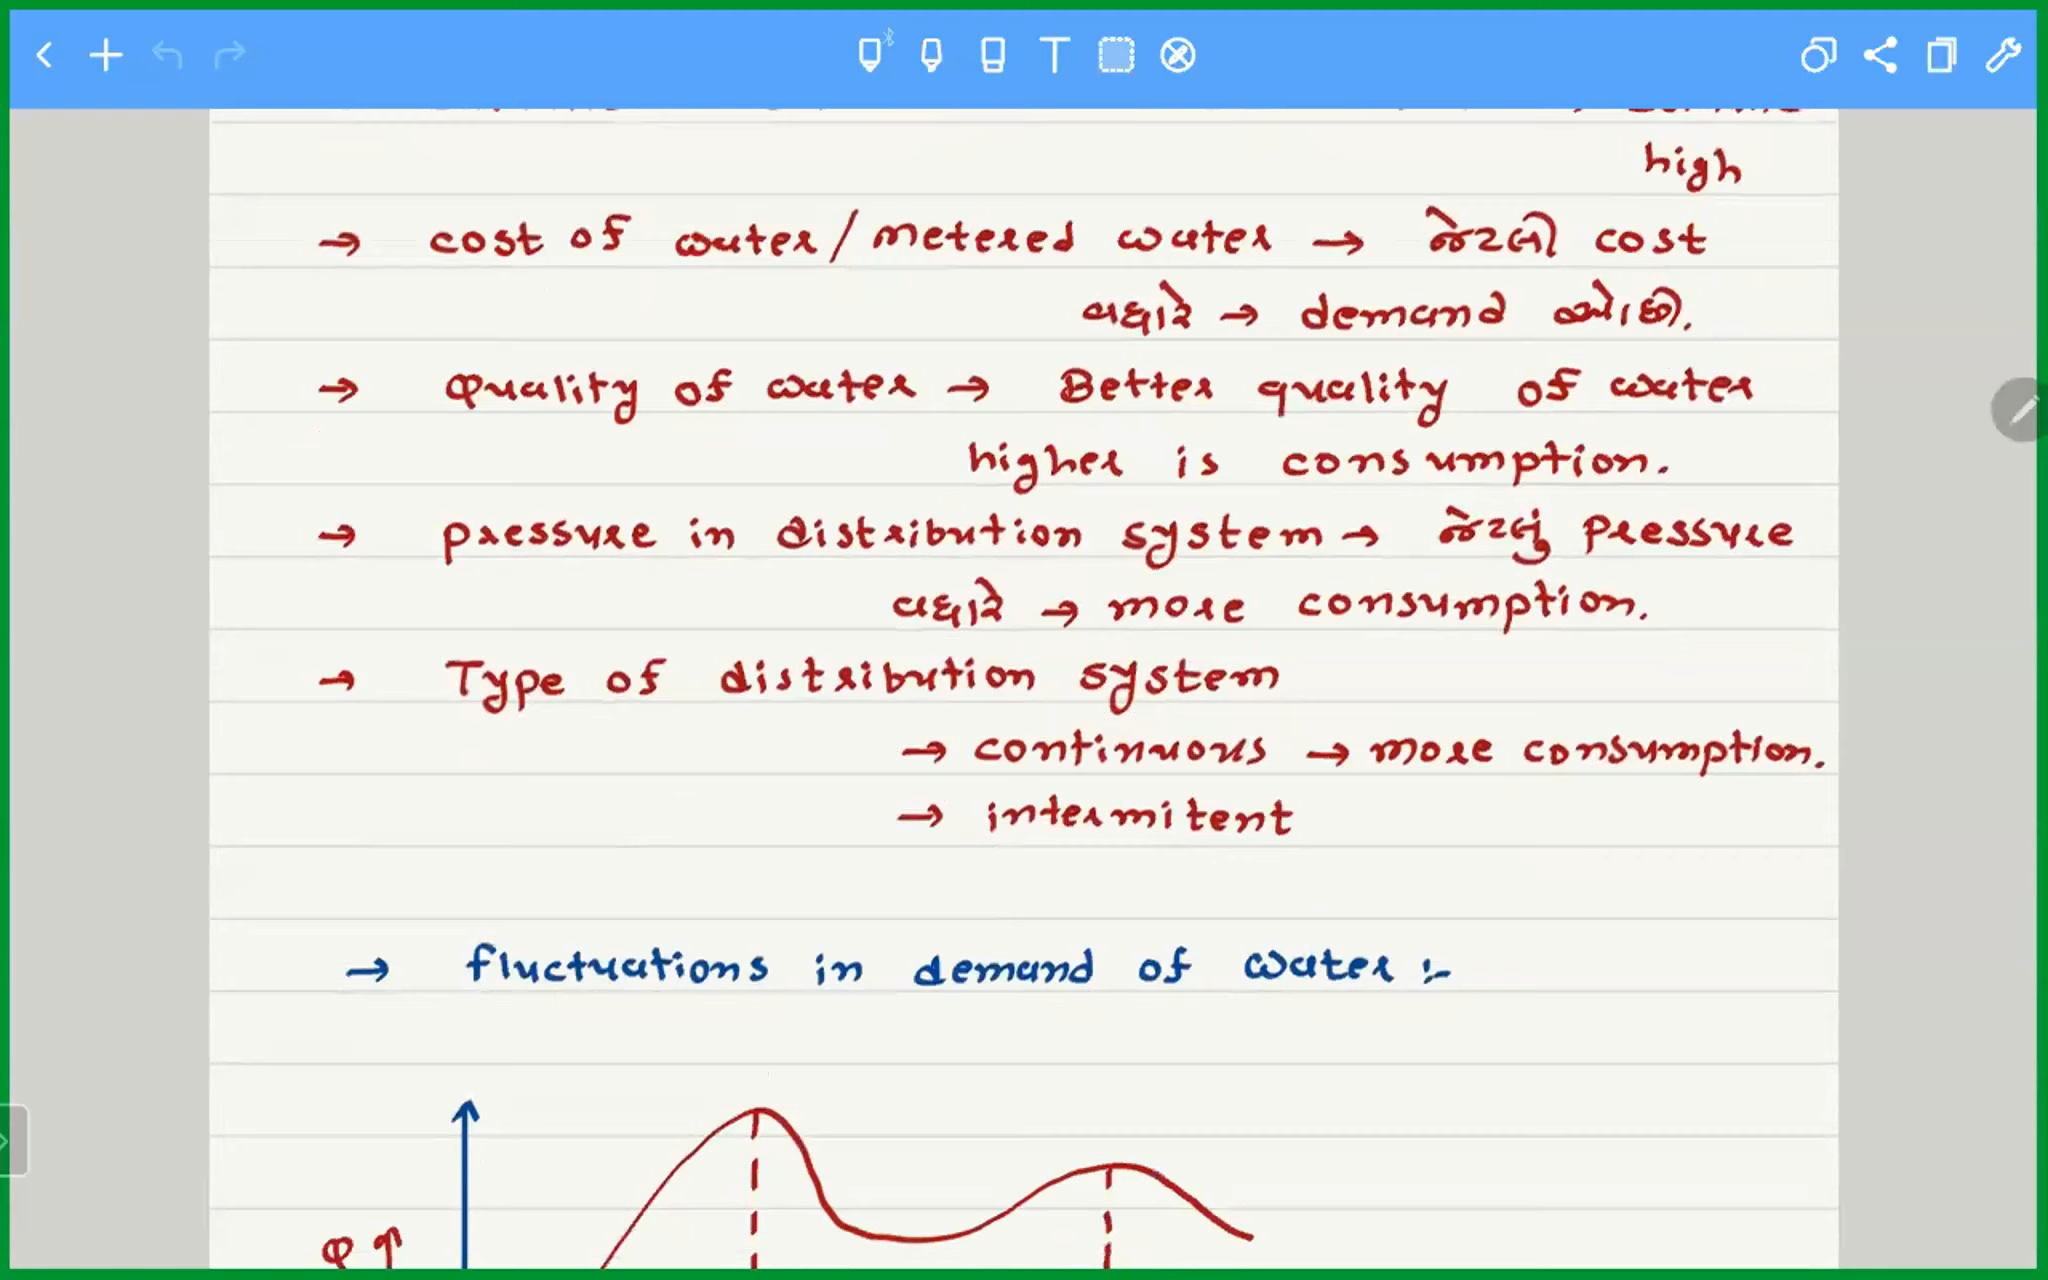 high
→ cost of water/metered water → જેટલી cost
વધારે → demand ઓછી.
→ Quality of water → Better quality of water
higher is consumption.
→ pressure in distribution system → જેટલું pressure
વધારે → more consumption.
→ Type of distribution system
→ continuous → more consumption.
→ intermitent
→ fluctuations in demand of water :-
Q ↑